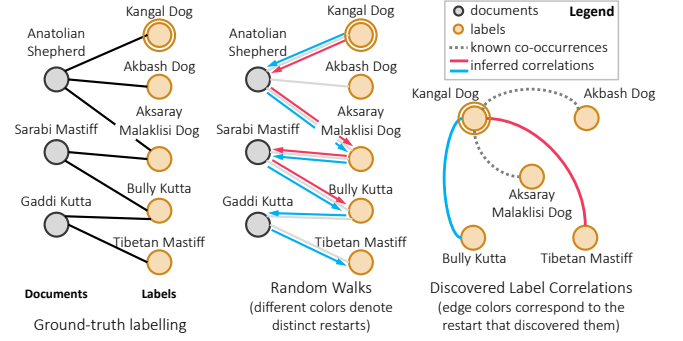 Kangal Dog
Anatolian
Shepherd
Akbash Dog
Aksaray
Malaklisi Dog
Sarabi Mastiff
Bully Kutta
Gaddi Kutta
Tibetan Mastiff
Documents
Labels
Ground-truth labelling
Kangal Dog
Anatolian
Shepherd
Akbash Dog
Aksaray
Malaklisi Dog
Sarabi Mastiff
Bully Kutta
Gaddi Kutta
Tibetan Mastiff
Random Walks
(different colors denote
distinct restarts)
documents
Legend
labels
known co-occurrences
inferred correlations
Kangal Dog
Akbash Dog
Aksaray
Malaklisi Dog
Bully Kutta
Tibetan Mastiff
Discovered Label Correlations
(edge colors correspond to the
restart that discovered them)